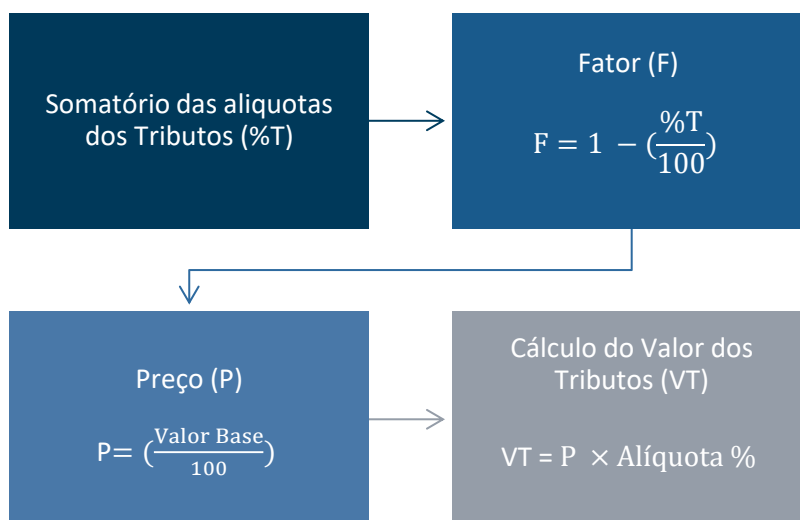 Somatório das aliquotas
dos Tributos (%T)
Fator (F)
F = 1 − (%T/100)
Preço (P)
P= (Valor Base/100)
Cálculo do Valor dos
Tributos (VT)
VT = P × Alíquota %